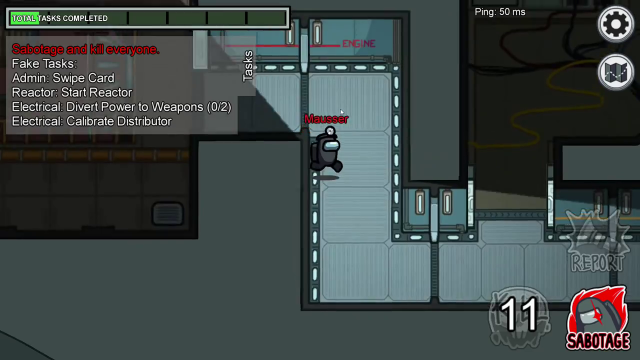 TOTAL TASKS COMPLETED
Ping: 50 ms
Sabotage and kill everyone.
Fake Tasks:
Admin: Swipe Card
Reactor: Start Reactor
Electrical: Divert Power to Weapons (0/2)
Electrical: Calibrate Distributor
Tasks
ENGINE
Mausser
REPORT
11
SABOTAGE